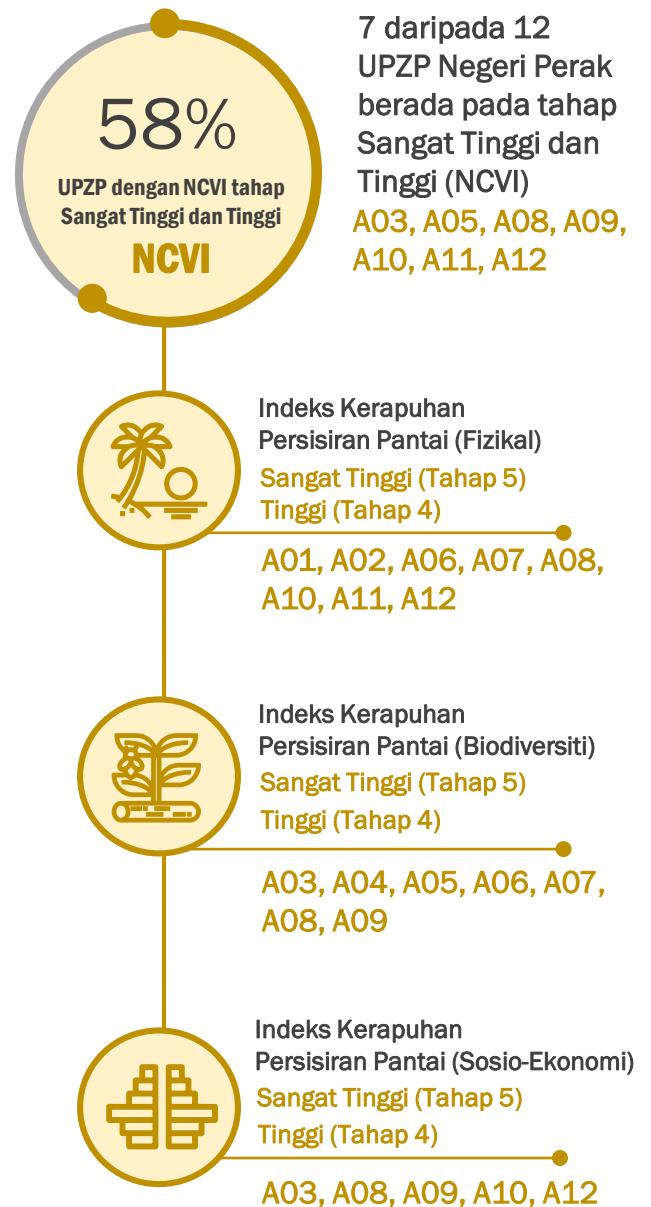 58%
UPZP dengan NCVI tahap
Sangat Tinggi dan Tinggi
NCVI
7 daripada 12
UPZP Negeri Perak
berada pada tahap
Sangat Tinggi dan
Tinggi (NCVI)
A03, A05, A08, A09,
A10, A11, A12
Indeks Kerapuhan
Persisiran Pantai (Fizikal)
Sangat Tinggi (Tahap 5)
Tinggi (Tahap 4)
A01, A02, A06, A07, A08,
A10, A11, A12
Indeks Kerapuhan
Persisiran Pantai (Biodiversiti)
Sangat Tinggi (Tahap 5)
Tinggi (Tahap 4)
A03, A04, A05, A06, A07,
A08, A09
Indeks Kerapuhan
Persisiran Pantai (Sosio-Ekonomi)
Sangat Tinggi (Tahap 5)
Tinggi (Tahap 4)
A03, A08, A09, A10, A12